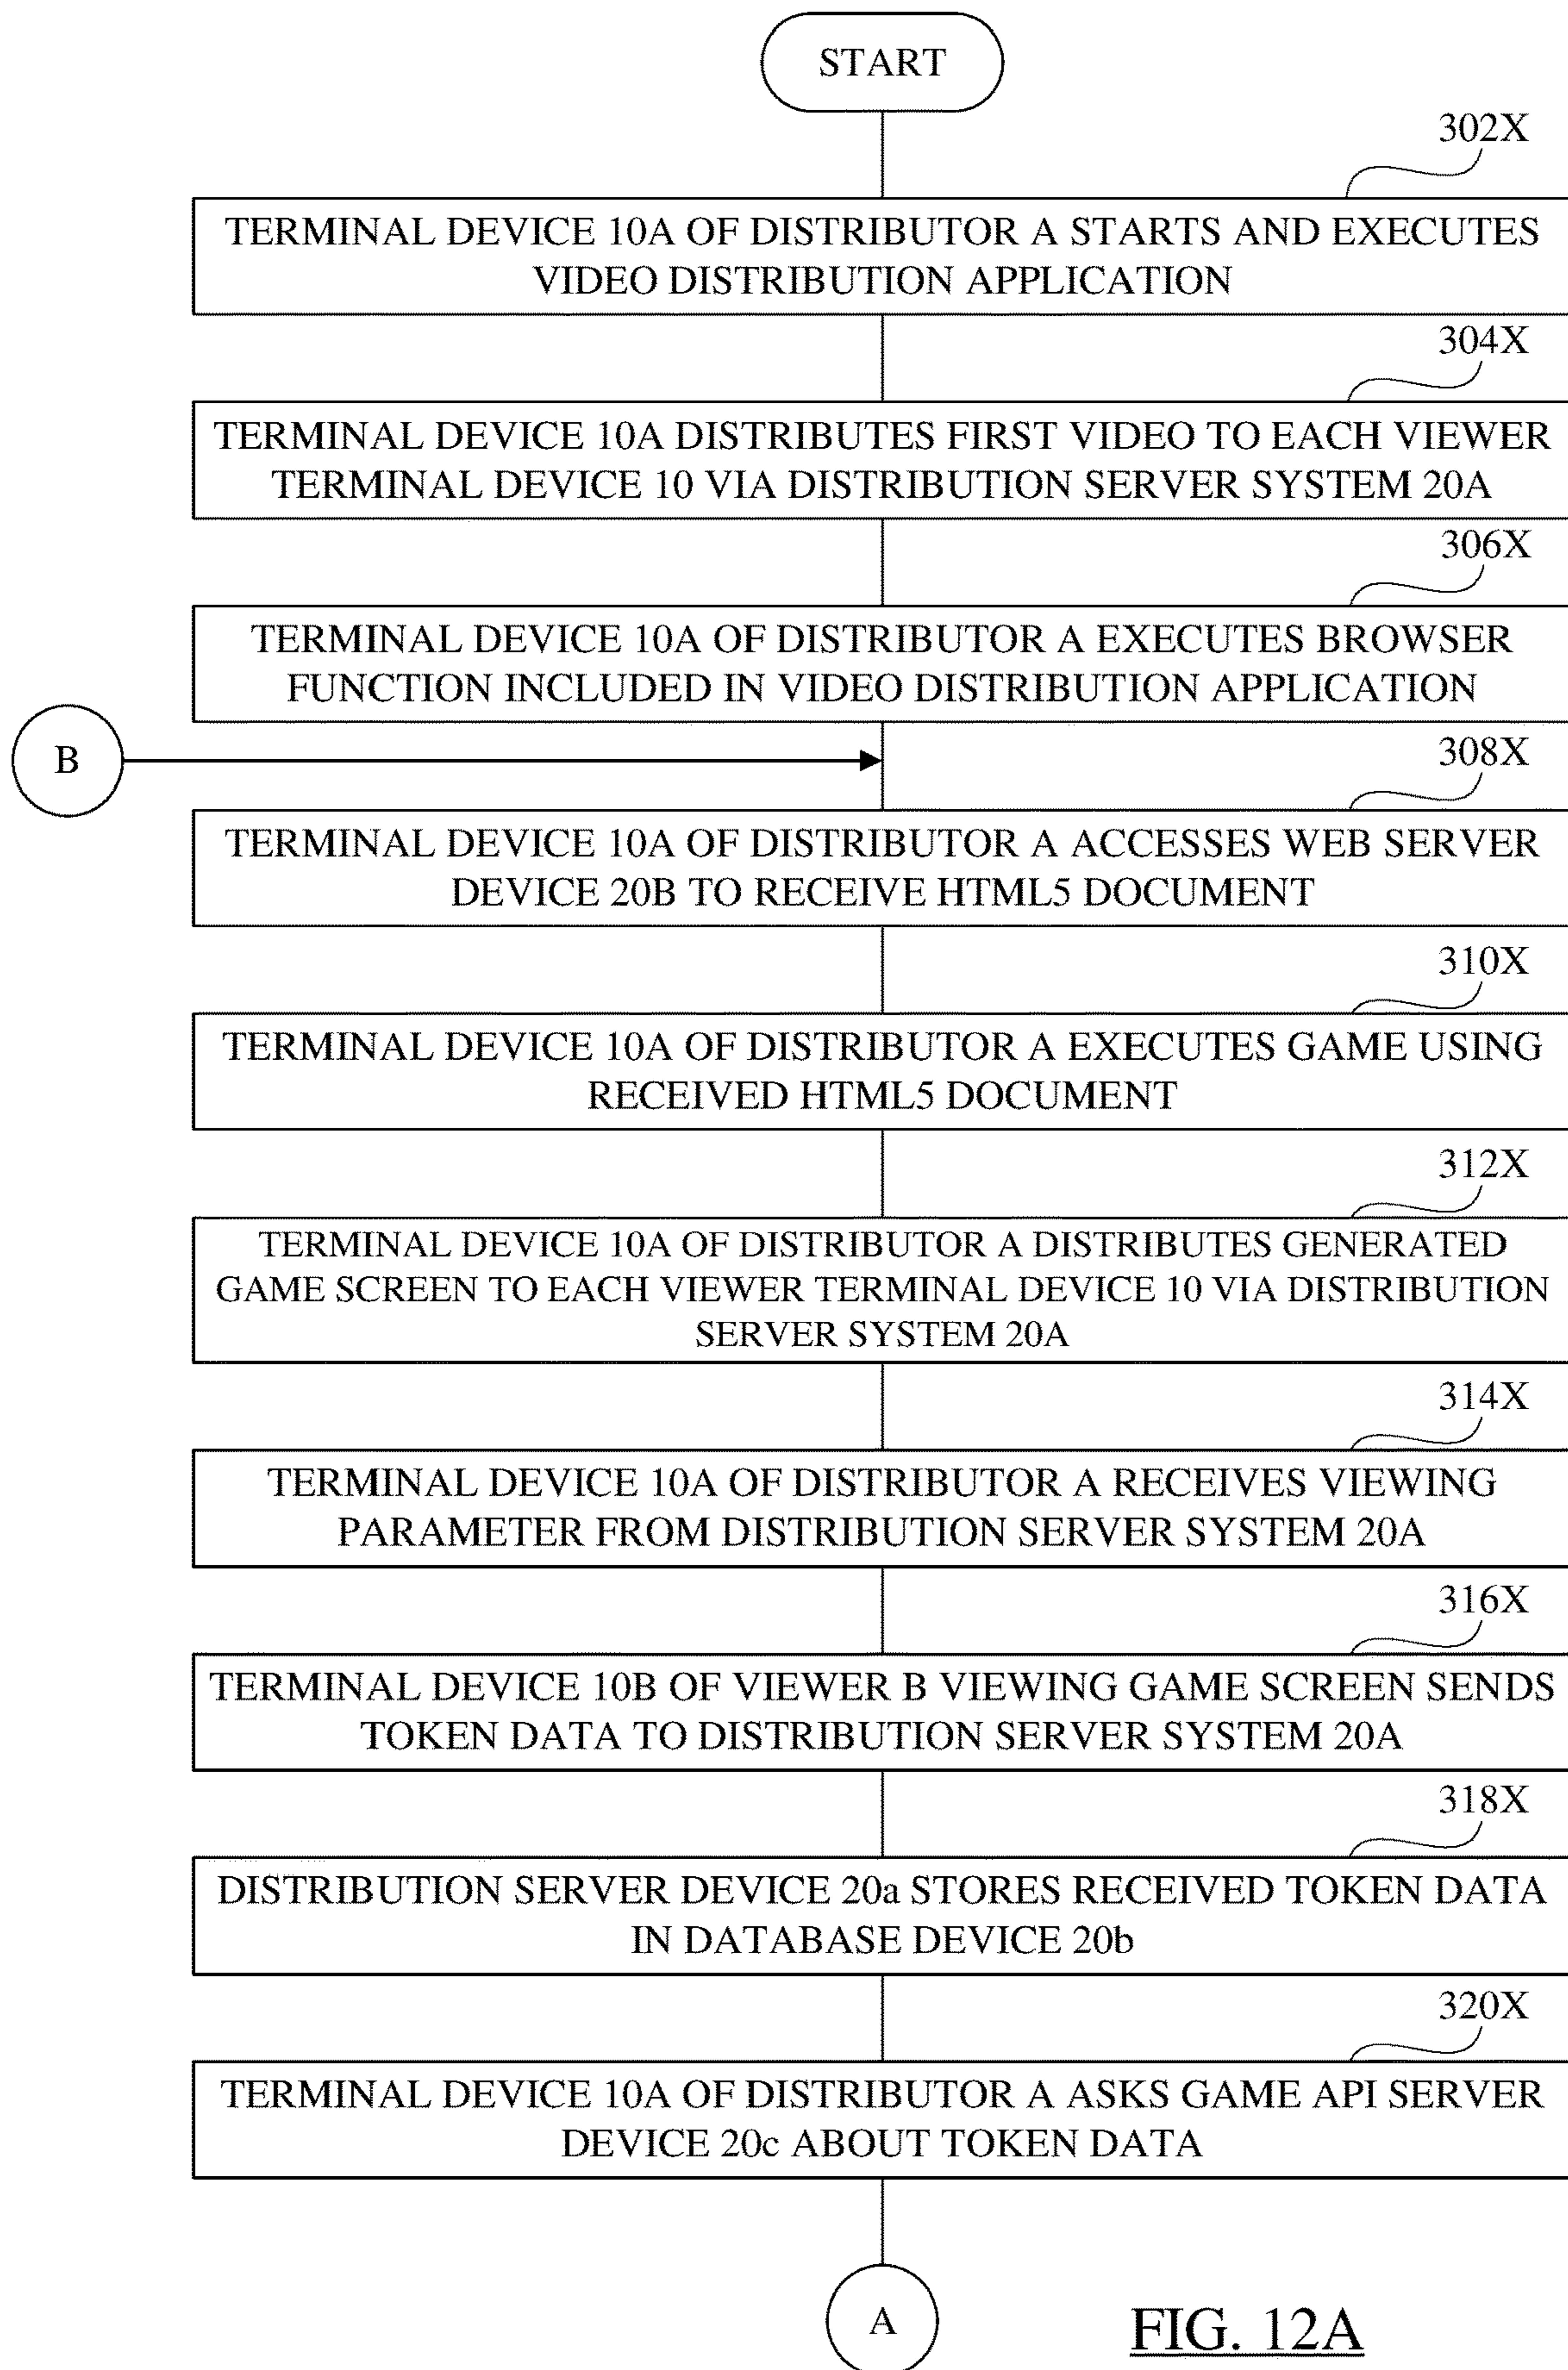 START
302X
TERMINAL DEVICE 10A OF DISTRIBUTOR A STARTS AND EXECUTES
VIDEO DISTRIBUTION APPLICATION
304X
TERMINAL DEVICE 10A DISTRIBUTES FIRST VIDEO TO EACH VIEWER
TERMINAL DEVICE 10 VIA DISTRIBUTION SERVER SYSTEM 20A
306X
TERMINAL DEVICE 10A OF DISTRIBUTOR A EXECUTES BROWSER
FUNCTION INCLUDED IN VIDEO DISTRIBUTION APPLICATION
B
308X
TERMINAL DEVICE 10A OF DISTRIBUTOR A ACCESSES WEB SERVER
DEVICE 20B TO RECEIVE HTML5 DOCUMENT
310X
TERMINAL DEVICE 10A OF DISTRIBUTOR A EXECUTES GAME USING
RECEIVED HTML5 DOCUMENT
312X
TERMINAL DEVICE 10A OF DISTRIBUTOR A DISTRIBUTES GENERATED
GAME SCREEN TO EACH VIEWER TERMINAL DEVICE 10 VIA DISTRIBUTION
SERVER SYSTEM 20A
314X
TERMINAL DEVICE 10A OF DISTRIBUTOR A RECEIVES VIEWING
PARAMETER FROM DISTRIBUTION SERVER SYSTEM 20A
316X
TERMINAL DEVICE 10B OF VIEWER B VIEWING GAME SCREEN SENDS
TOKEN DATA TO DISTRIBUTION SERVER SYSTEM 20A
318X
DISTRIBUTION SERVER DEVICE 20a STORES RECEIVED TOKEN DATA
IN DATABASE DEVICE 20b
320X
TERMINAL DEVICE 10A OF DISTRIBUTOR A ASKS GAME API SERVER
DEVICE 20c ABOUT TOKEN DATA
A
FIG. 12A